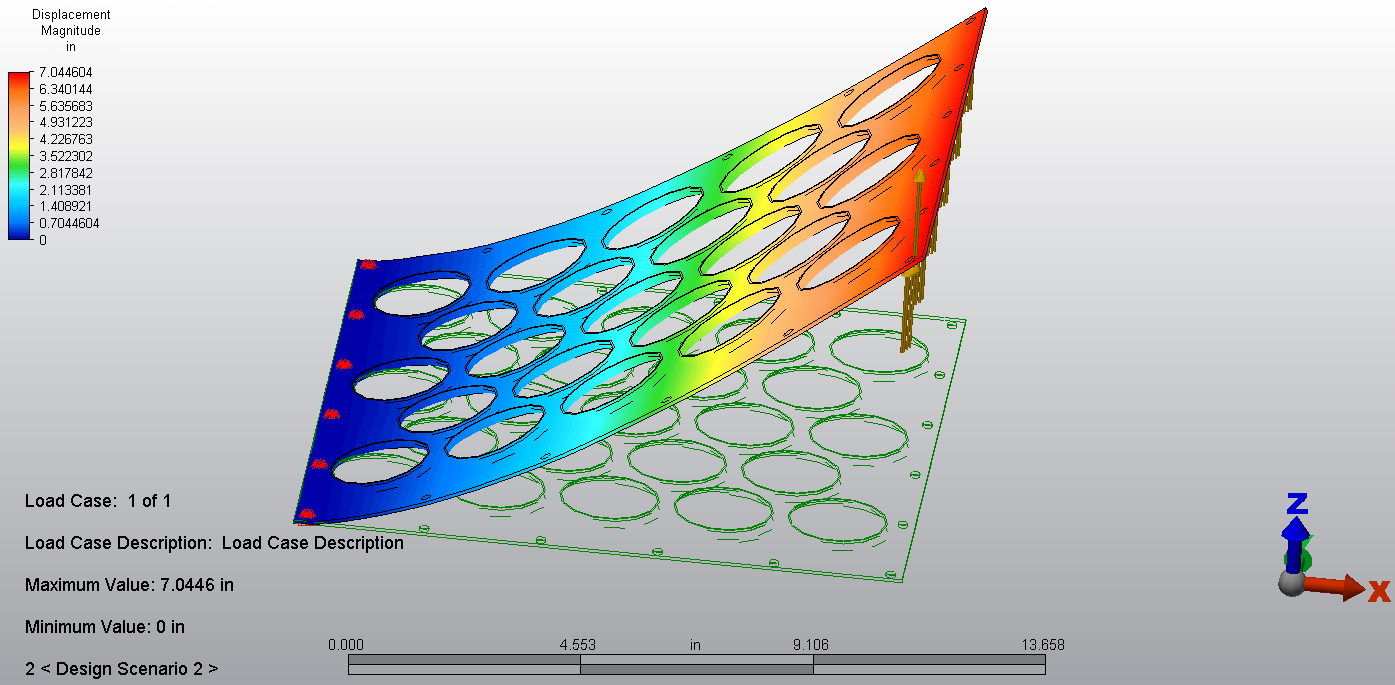 Displacement
Magnitude
in
7.044604
6.340144
5.635683
4.931223
4.226763
3.522302
2.817842
2.113381
1.408921
0.7044604
0
Load Case: 1 of 1
Load Case Description: Load Case Description
Maximum Value: 7.0446 in
Minimum Value: 0 in
2 < Design Scenario 2 >
0.000 4.553 in 9.106 13.658
Z
X